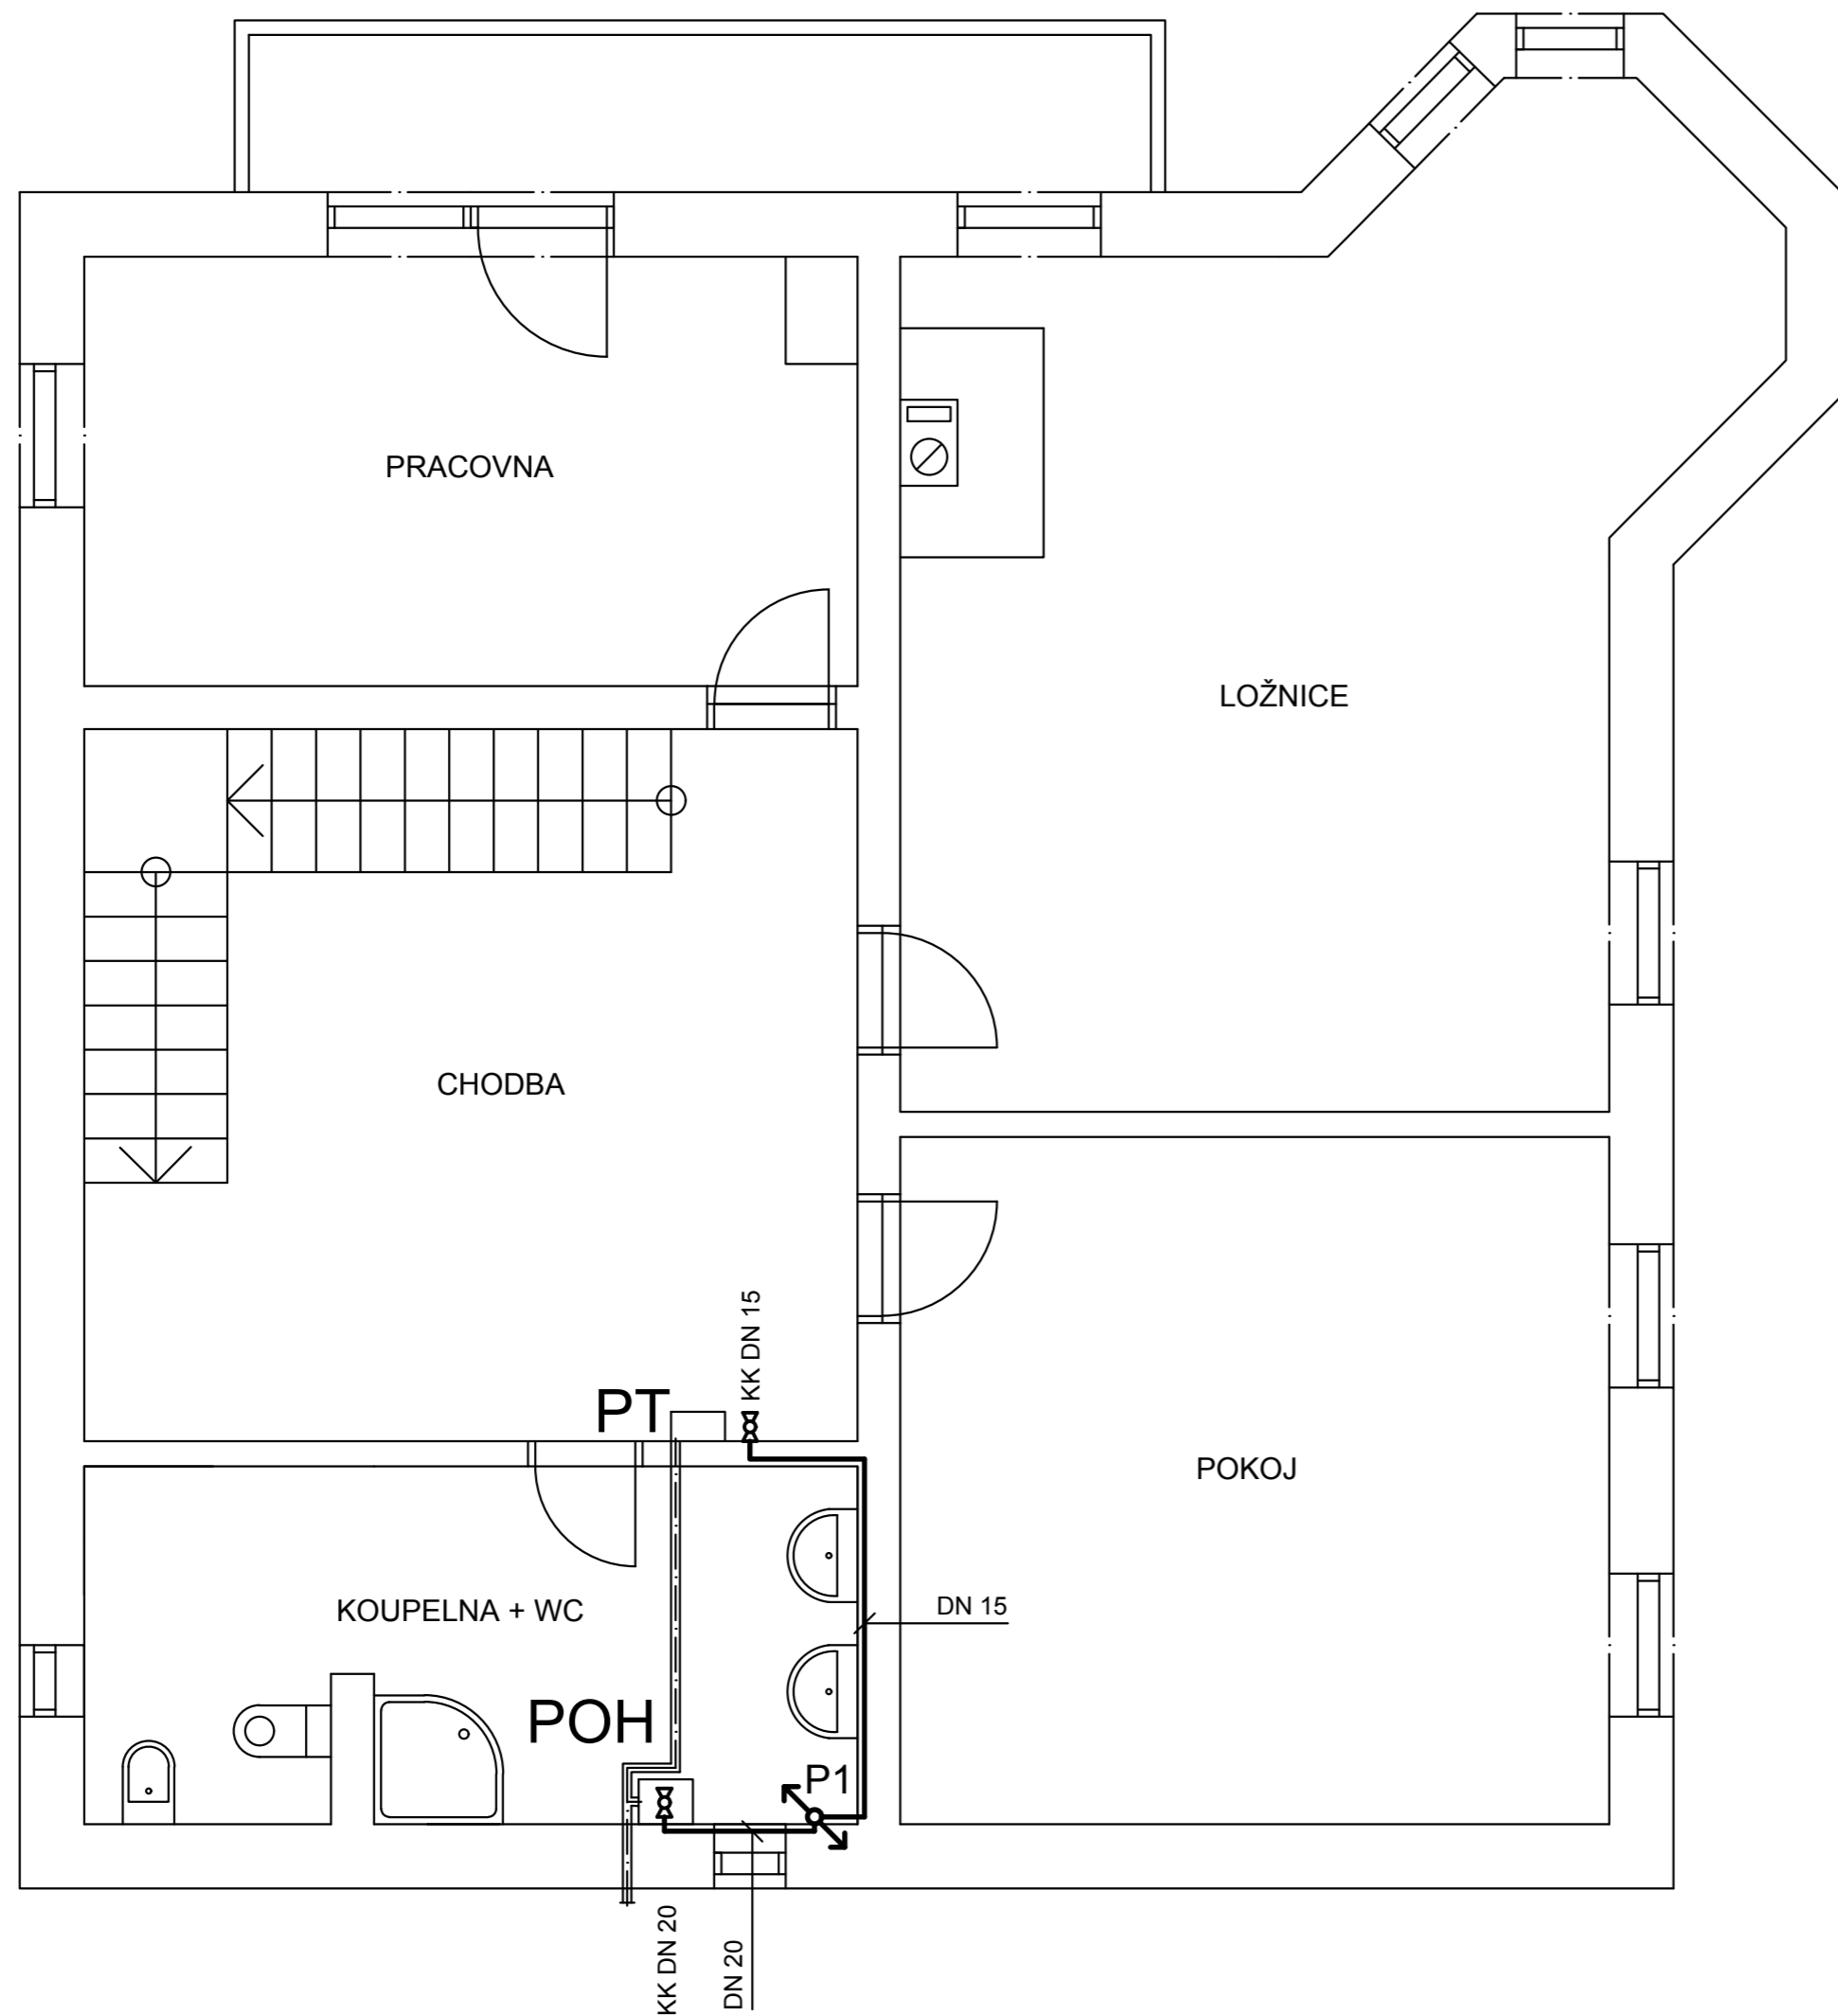 PRACOVNA
LOŽNICE
CHODBA
KK DN 15
PT
POKOJ
KOUPELNA + WC
DN 15
POH
P1
KK DN 20
DN 20